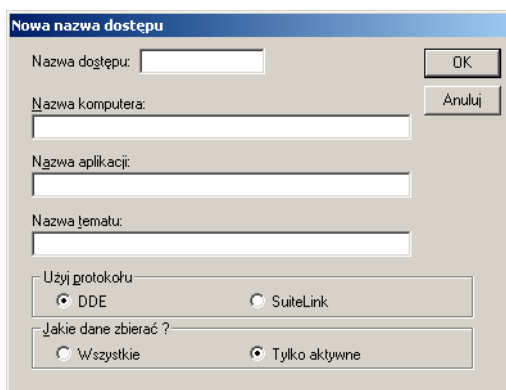 Nowa nazwa dostępu
Nazwa dostępu:
OK
Anuluj
Nazwa komputera:
Nazwa aplikacji:
Nazwa tematu:
Użyj protokołu
DDE
SuiteLink
Jakie dane zbierać ?
Wszystkie
Tylko aktywne